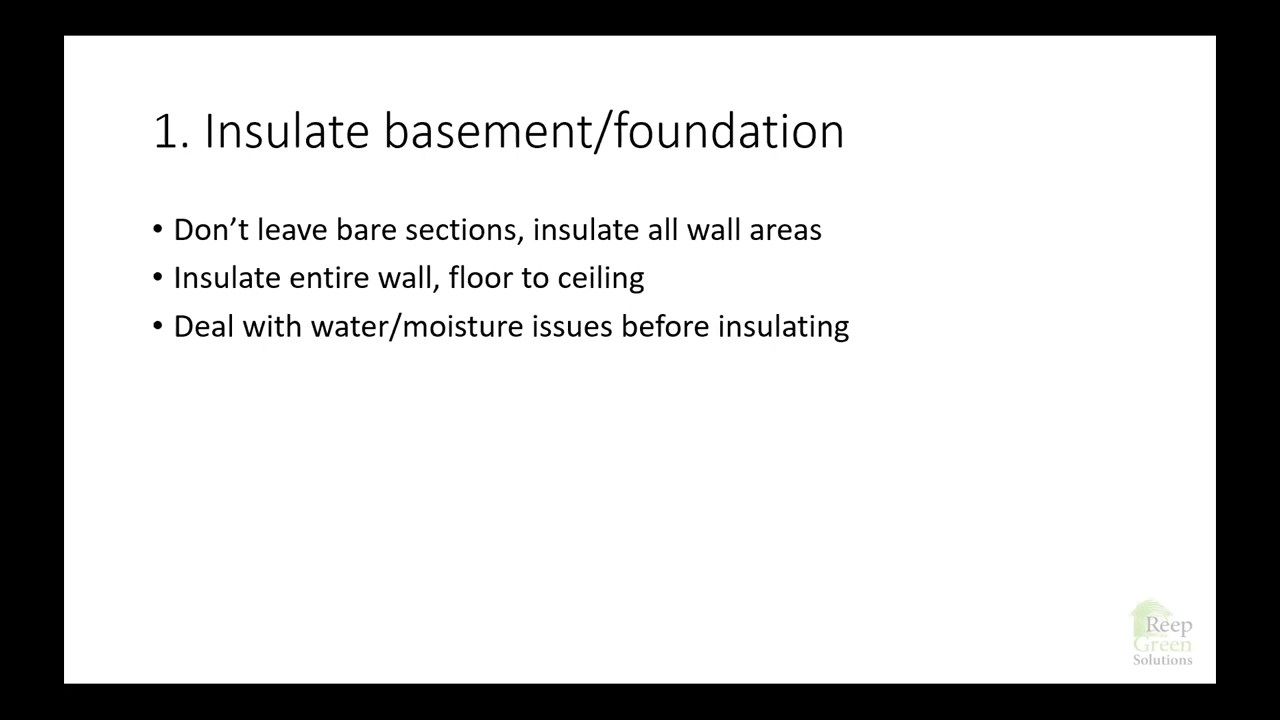 1. Insulate basement/foundation
• Don’t leave bare sections, insulate all wall areas
• Insulate entire wall, floor to ceiling
• Deal with water/moisture issues before insulating
Reep
Green
Solutions